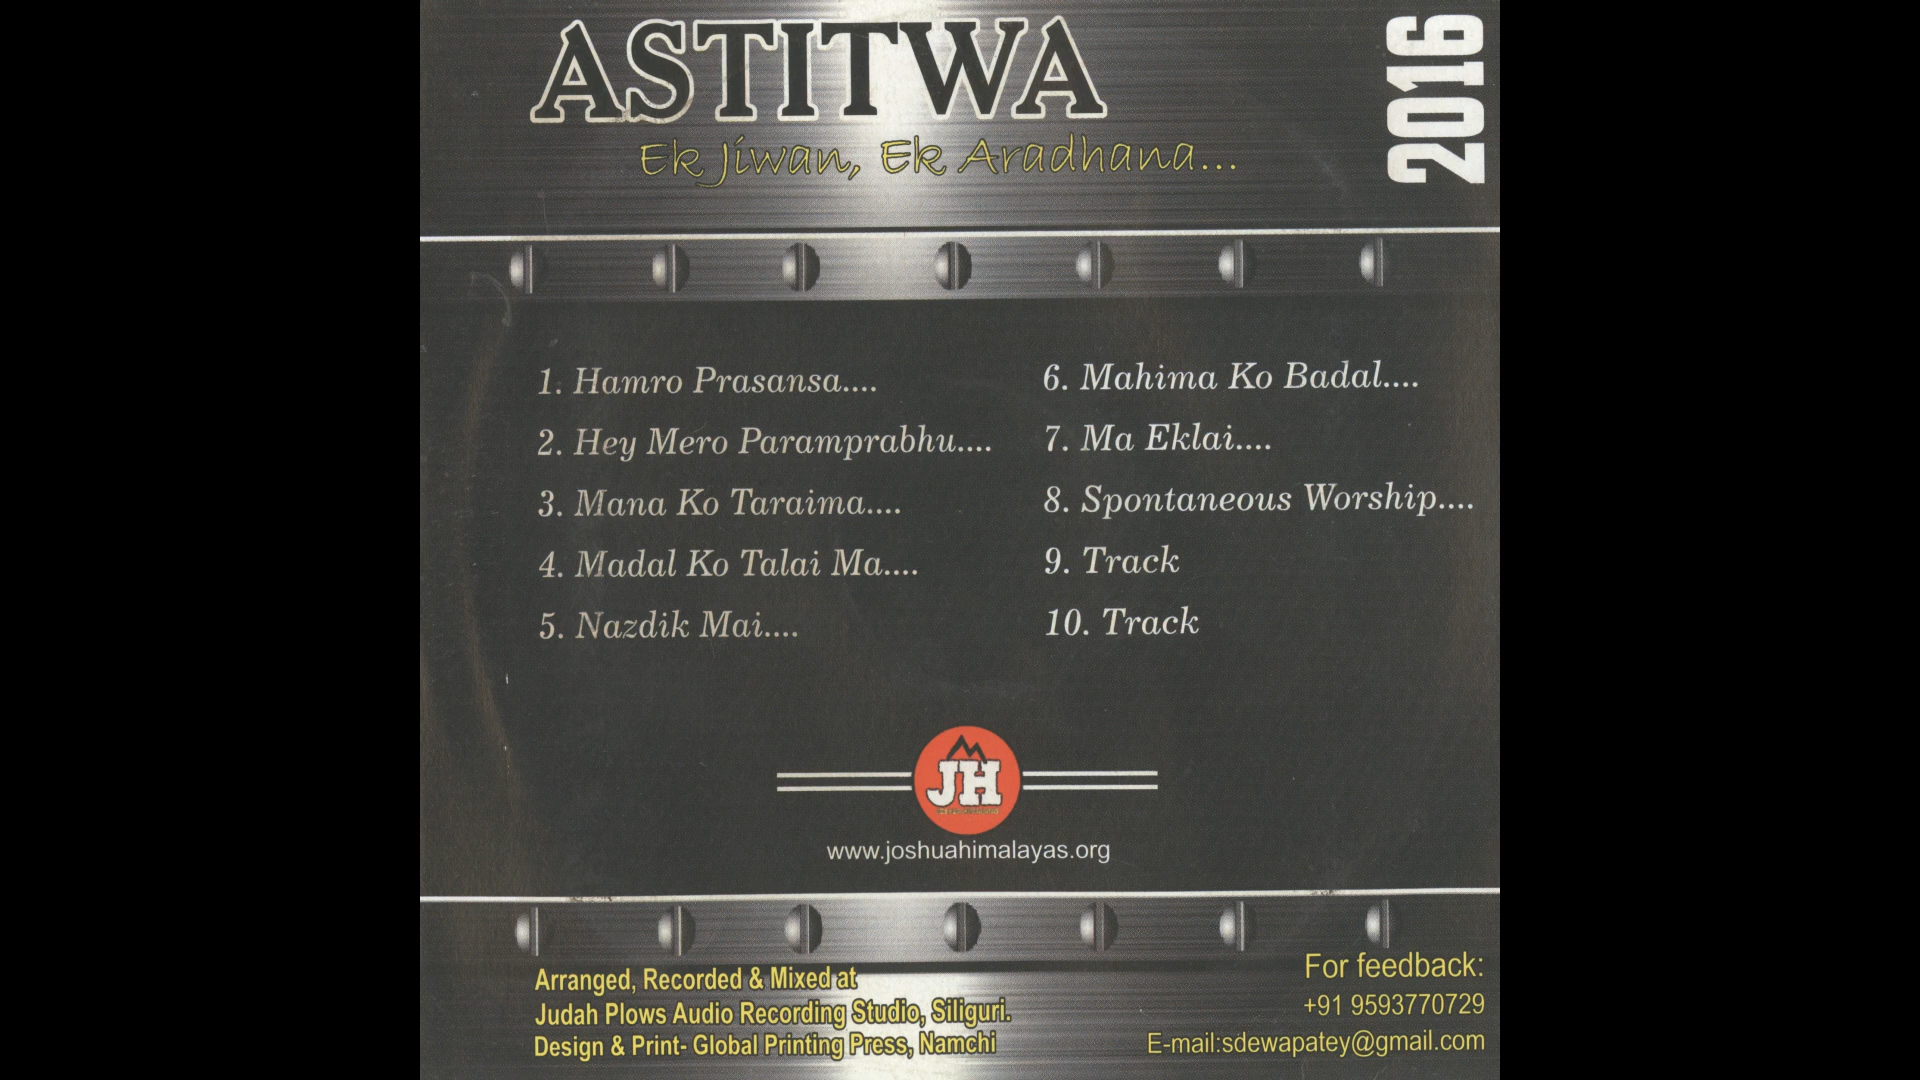 ASTITWA
Ek Jiwan, Ek Aradhana...
2016
1. Hamro Prasansa....
2. Hey Mero Paramprabhu....
3. Mana Ko Taraima....
4. Madal Ko Talai Ma....
5. Nazdik Mai....
6. Mahima Ko Badal....
7. Ma Eklai....
8. Spontaneous Worship....
9. Track
10. Track
JH
www.joshuahimalayas.org
Arranged, Recorded & Mixed at
Judah Plows Audio Recording Studio, Siliguri.
Design & Print- Global Printing Press, Namchi
For feedback:
+91 9593770729
E-mail:sdewapatey@gmail.com